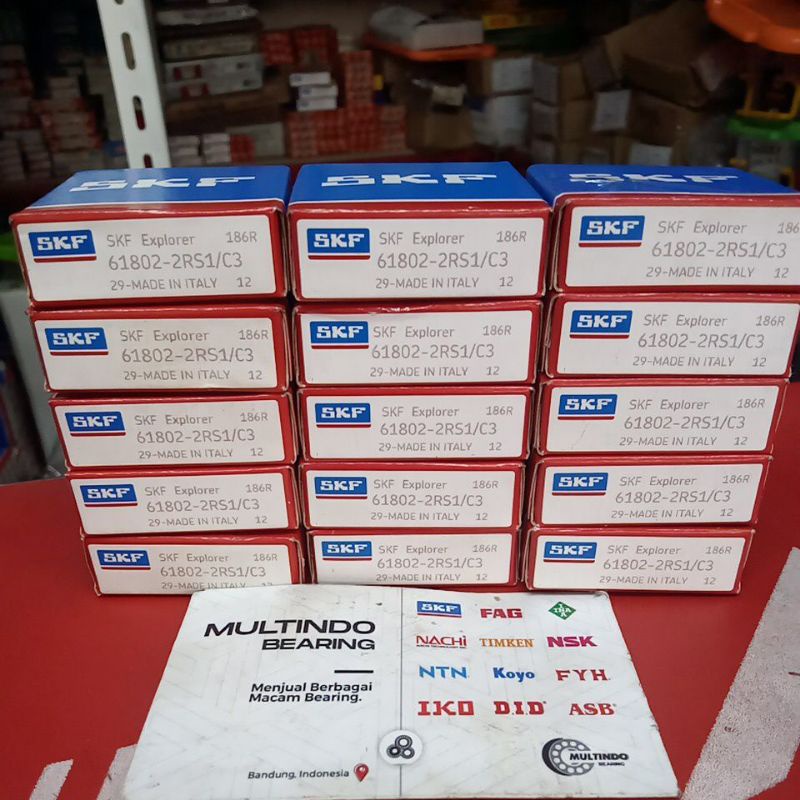 SKF
SKF
SKF
SKF
SKF Explorer 186R
61802-2RS1/C3
29-MADE IN ITALY 12
SKF
SKF Explorer 186R
61802-2RS1/C3
29-MADE IN ITALY 12
SKF
SKF Explorer 186R
61802-2RS1/C3
29-MADE IN ITALY 12
SKF
SKF Explorer 186R
61802-2RS1/C3
29-MADE IN ITALY 12
SKF
SKF Explorer 186R
61802-2RS1/C3
29-MADE IN ITALY 12
SKF
SKF Explorer 186R
61802-2RS1/C3
29-MADE IN ITALY 12
SKF
SKF Explorer 186R
61802-2RS1/C3
29-MADE IN ITALY 12
SKF
SKF Explorer 186R
61802-2RS1/C3
29-MADE IN ITALY 12
SKF
SKF Explorer 186R
61802-2RS1/C3
29-MADE IN ITALY 12
SKF
SKF Explorer 186R
61802-2RS1/C3
29-MADE IN ITALY 12
SKF
SKF Explorer 186R
61802-2RS1/C3
29-MADE IN ITALY 12
SKF
SKF Explorer 186R
61802-2RS1/C3
29-MADE IN ITALY 12
SKF
SKF Explorer 186R
61802-2RS1/C3
29-MADE IN ITALY 12
SKF
SKF Explorer 186R
61802-2RS1/C3
29-MADE IN ITALY 12
SKF
SKF Explorer 186R
61802-2RS1/C3
29-MADE IN ITALY 12
MULTINDO
BEARING
Menjual Berbagai
Macam Bearing.
Bandung, Indonesia
SKF FAG INA
NACHi TIMKEN NSK
NTN Koyo FYH
IKO D.I.D ASB
MULTINDO
BEARING